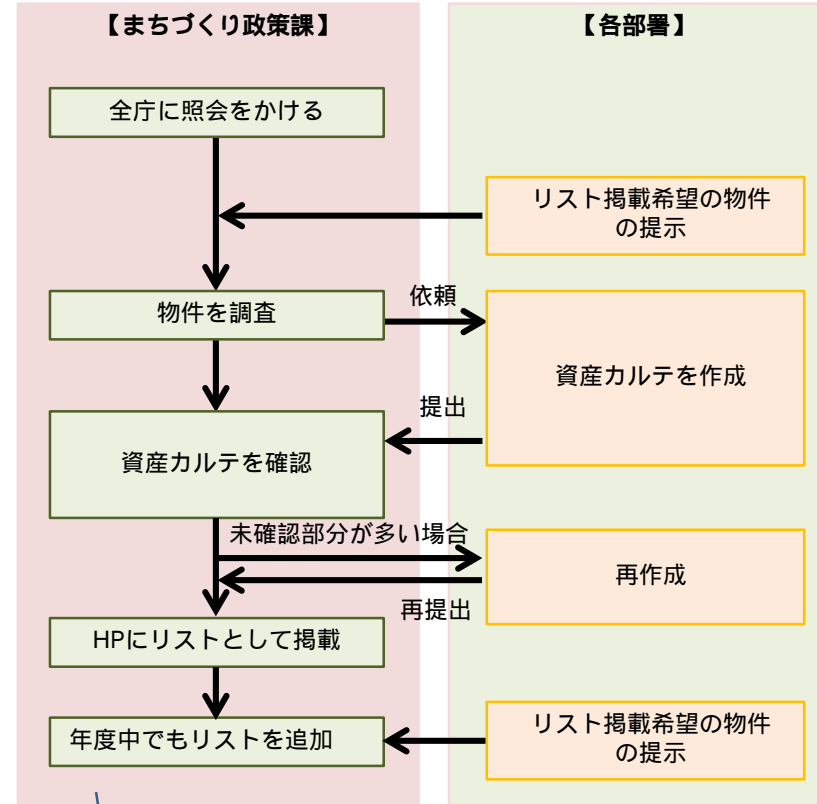 【まちづくり政策課】
【各部署】
全庁に照会をかける
リスト掲載希望の物件
の提示
物件を調査
依頼
資産カルテを作成
提出
資産カルテを確認
未確認部分が多い場合
再作成
再提出
HPにリストとして掲載
年度中でもリストを追加
リスト掲載希望の物件
の提示